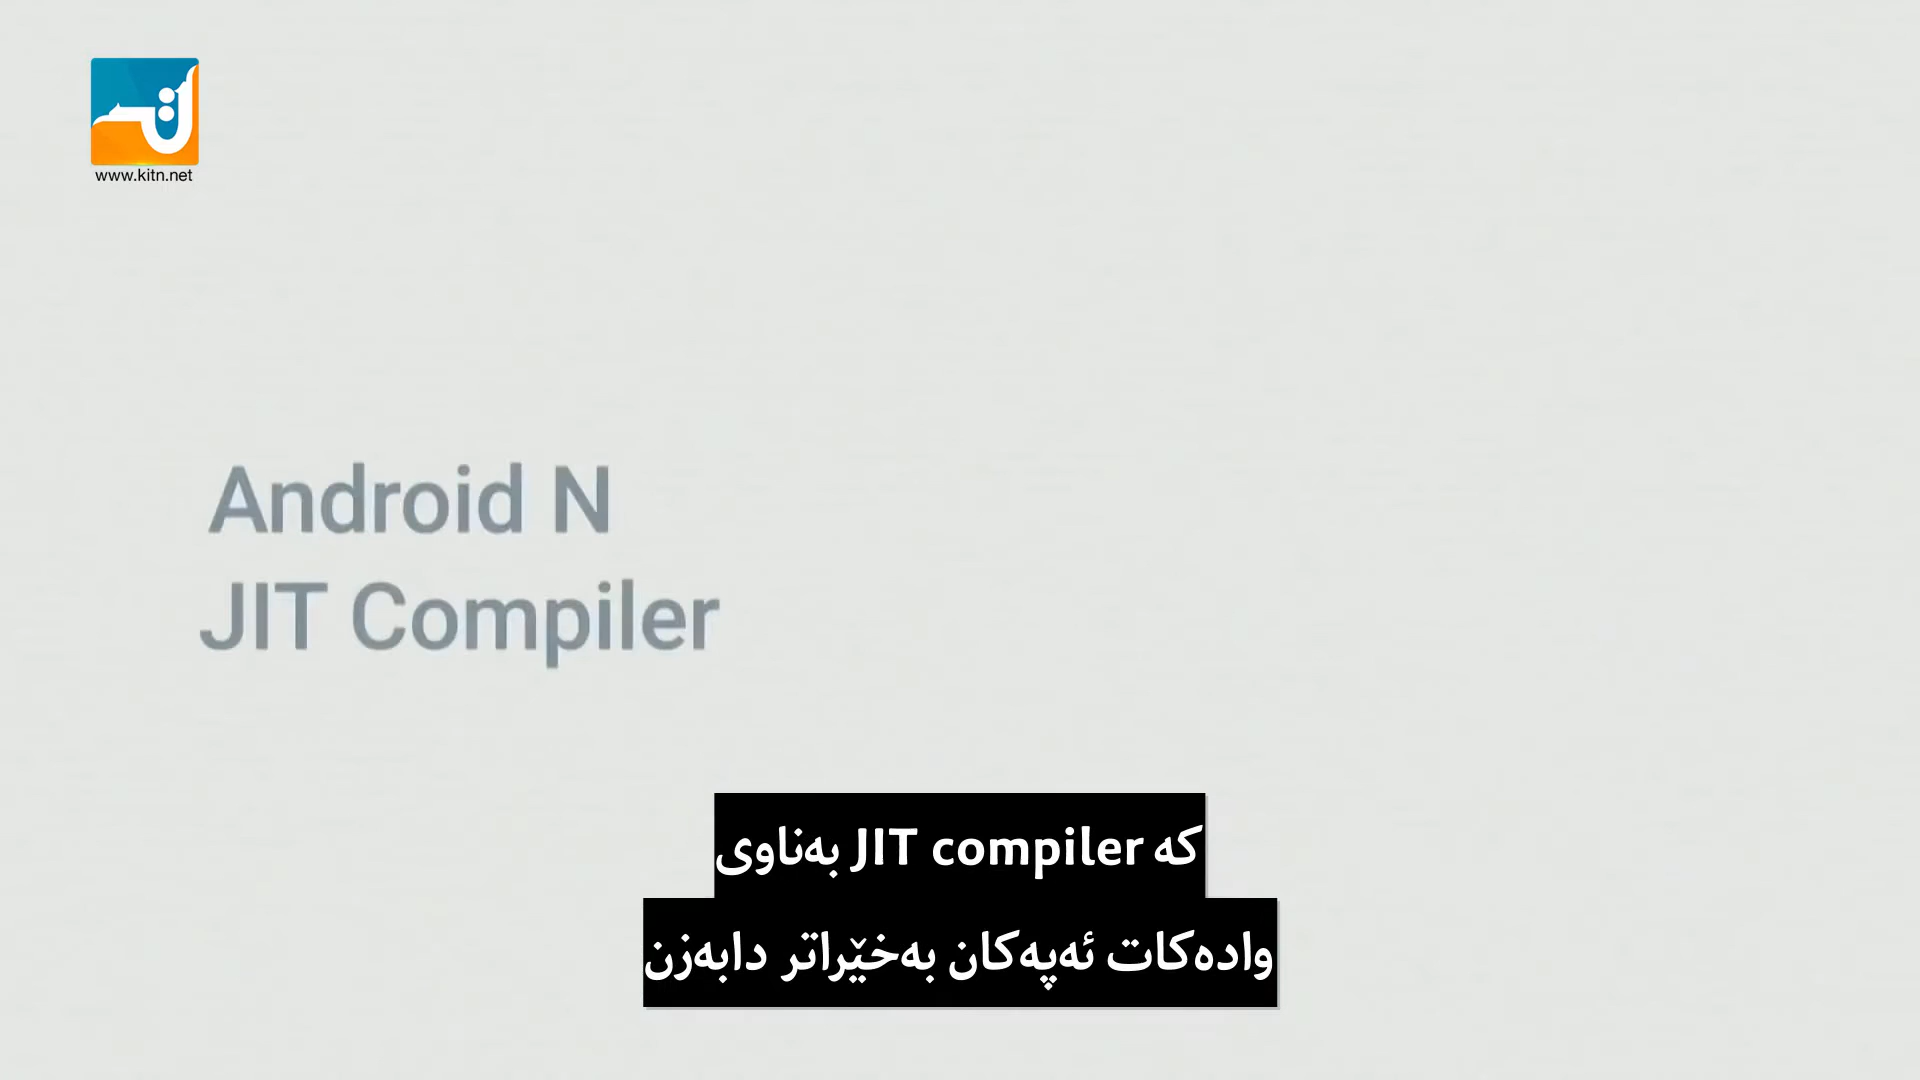 www.kitn.net
Android N
JIT Compiler
که JIT compiler بەناوی
وادەکات ئەپەکان بەخێراتر دابەزن